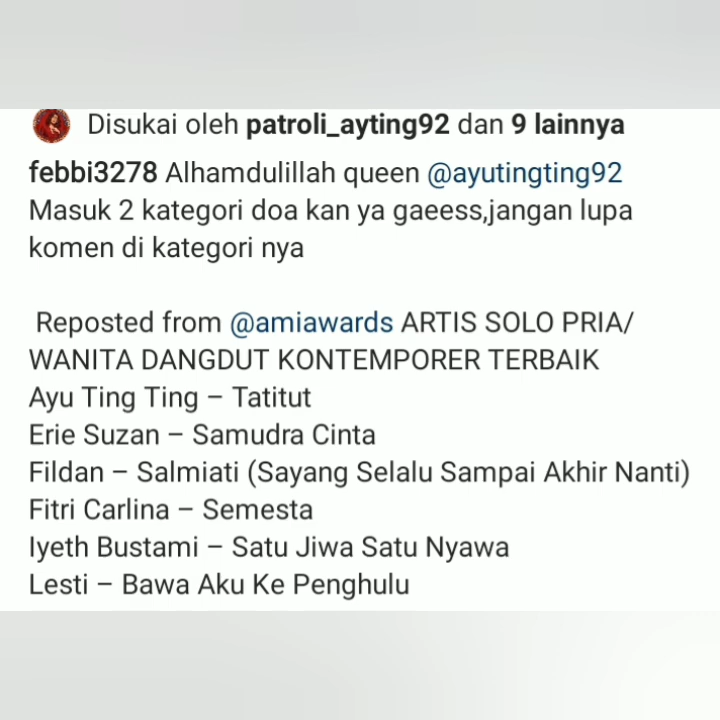 Disukai oleh patroli_ayting92 dan 9 lainnya
febbi3278 Alhamdulillah queen @ayutingting92
Masuk 2 kategori doa kan ya gaeess,jangan lupa
komen di kategori nya
Reposted from @amiawards ARTIS SOLO PRIA/
WANITA DANGDUT KONTEMPORER TERBAIK
Ayu Ting Ting – Tatitut
Erie Suzan – Samudra Cinta
Fildan – Salmiati (Sayang Selalu Sampai Akhir Nanti)
Fitri Carlina – Semesta
Iyeth Bustami – Satu Jiwa Satu Nyawa
Lesti – Bawa Aku Ke Penghulu